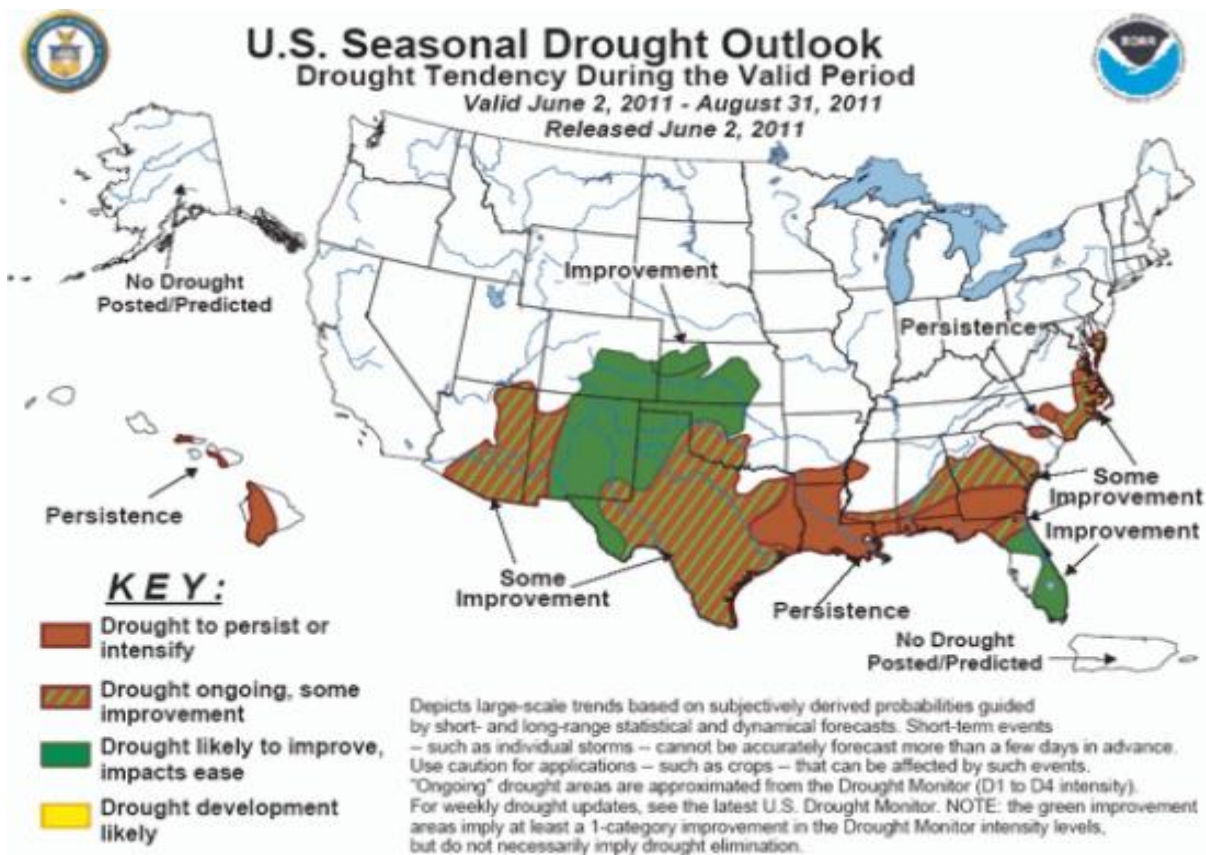 U.S. Seasonal Drought Outlook
Drought Tendency During the Valid Period
Valid June 2, 2011 - August 31, 2011
Released June 2, 2011
No Drought
Posted/Predicted
Improvement
Persistence
Persistence
Some
Improvement
Improvement
Some
Improvement
Persistence
No Drought
Posted/Predicted
KEY:
Drought to persist or
intensify
Drought ongoing, some
improvement
Drought likely to improve,
impacts ease
Drought development
likely
Depicts large-scale trends based on subjectively derived probabilities guided
by short- and long-range statistical and dynamical forecasts. Short-term events
-- such as individual storms -- cannot be accurately forecast more than a few days in advance.
Use caution for applications -- such as crops -- that can be affected by such events.
"Ongoing" drought areas are approximated from the Drought Monitor (D1 to D4 intensity).
For weekly drought updates, see the latest U.S. Drought Monitor. NOTE: the green improvement
areas imply at least a 1-category improvement in the Drought Monitor intensity levels,
but do not necessarily imply drought elimination.